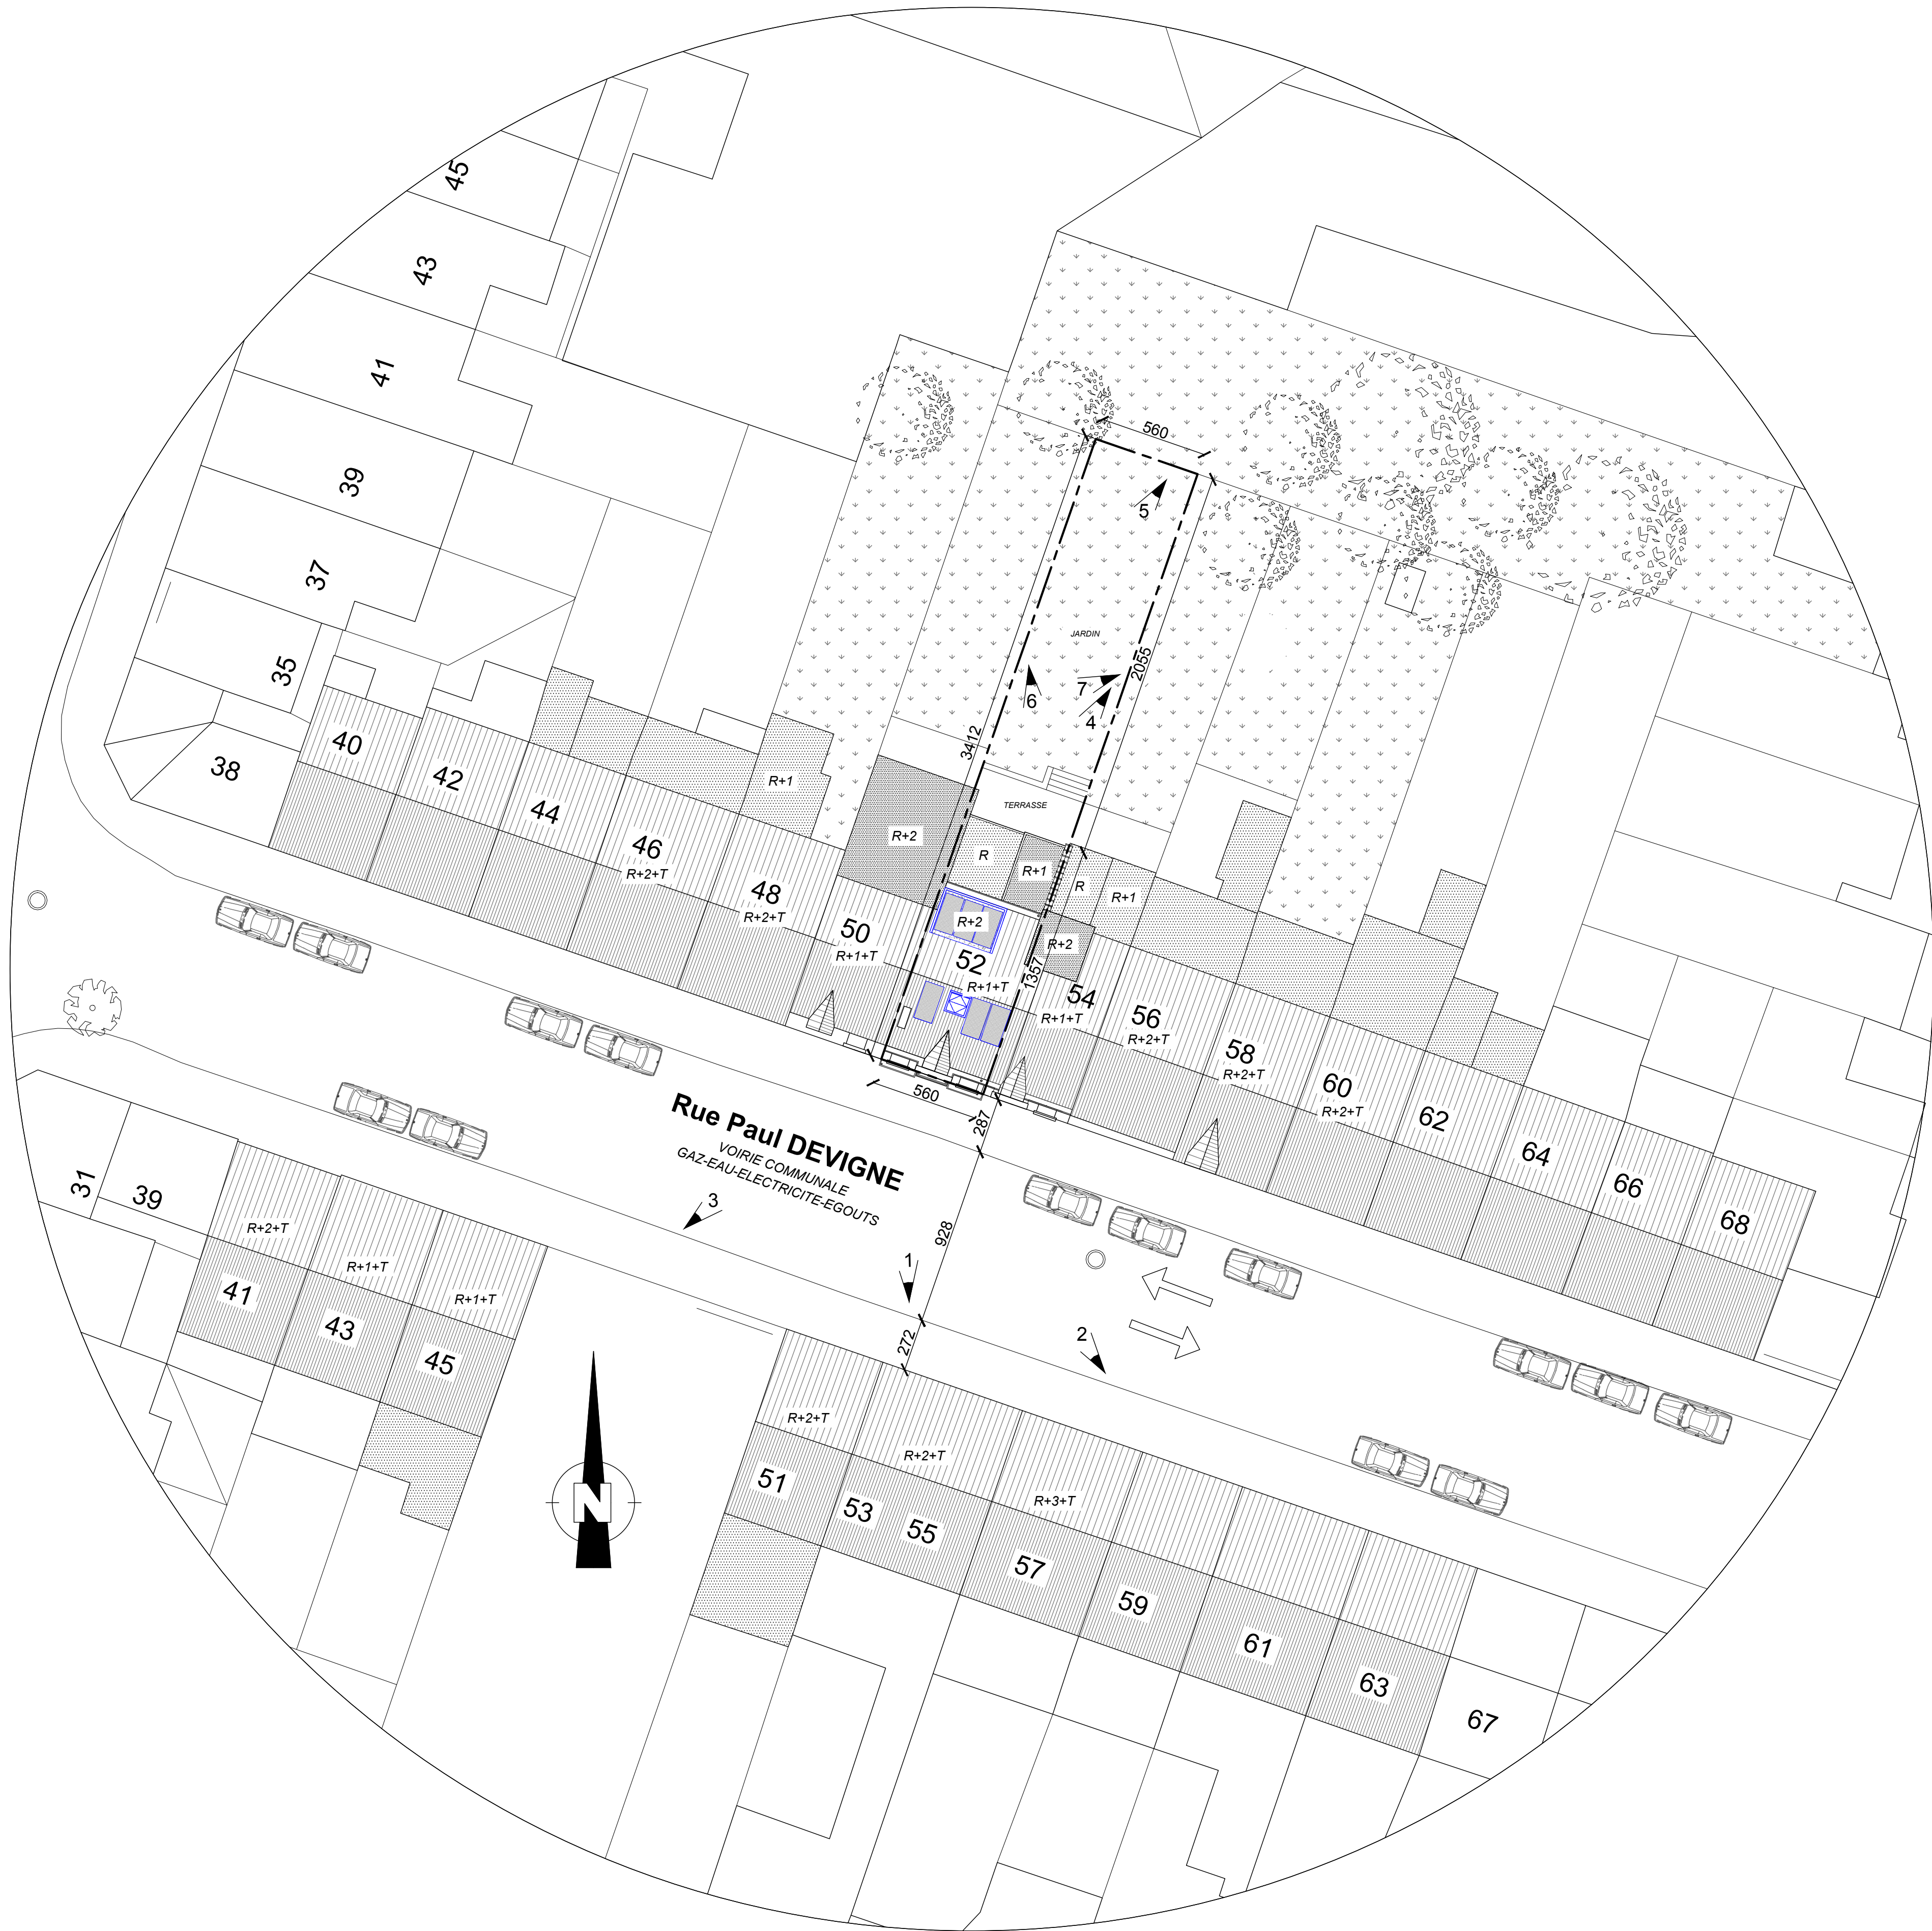 45
43
41
39
37
35
560
5
JARDIN
2055
7
6
4
3412
TERRASSE
38
40
42
44
46
R+2+T
48
R+2+T
R+1
50
R+1+T
R+2
R
R+1
R
R+1
R+2
R+2
52
R+1+T
1357
54
R+1+T
56
R+2+T
58
R+2+T
60
R+2+T
62
64
66
68
560
287
Rue Paul DEVIGNE
VOIRIE COMMUNALE
GAZ-EAU-ELECTRICITE-EGOUTS
3
928
1
2
272
31
39
R+2+T
41
R+1+T
43
R+1+T
45
N
R+2+T
51
R+2+T
53
55
R+3+T
57
59
61
63
67